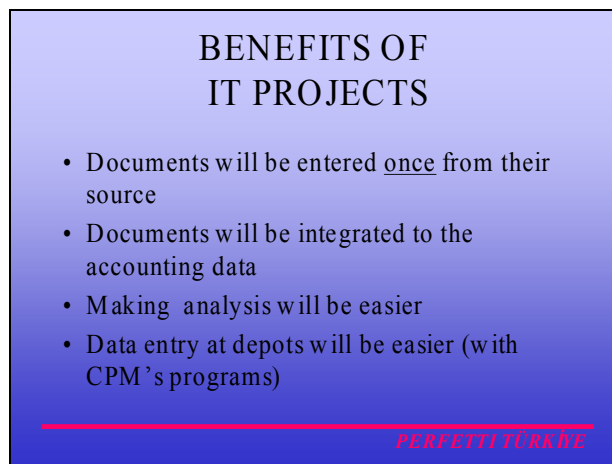 BENEFITS OF
IT PROJECTS
• Documents will be entered once from their
source
• Documents will be integrated to the
accounting data
• Making analysis will be easier
• Data entry at depots will be easier (with
CPM's programs)
PERFETTI TÜRKİYE